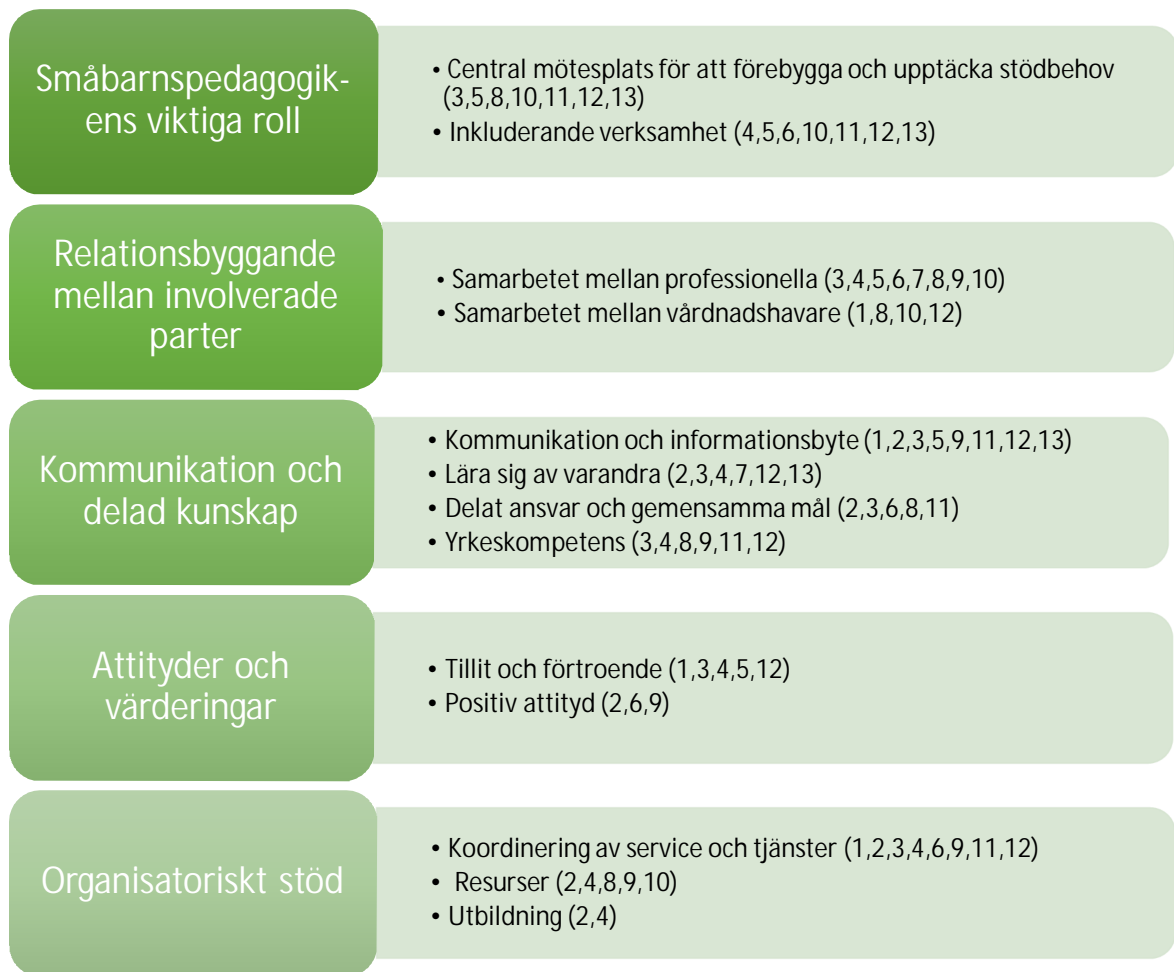 Småbarnspedagogik-
ens viktiga roll
• Central mötesplats för att förebygga och upptäcka stödbehov
(3,5,8,10,11,12,13)
• Inkluderande verksamhet (4,5,6,10,11,12,13)
Relationsbyggande
mellan involverade
parter
• Samarbetet mellan professionella (3,4,5,6,7,8,9,10)
• Samarbetet mellan vårdnadshavare (1,8,10,12)
Kommunikation och
delad kunskap
• Kommunikation och informationsbyte (1,2,3,5,9,11,12,13)
• Lära sig av varandra (2,3,4,7,12,13)
• Delat ansvar och gemensamma mål (2,3,6,8,11)
• Yrkeskompetens (3,4,8,9,11,12)
Attityder och
värderingar
• Tillit och förtroende (1,3,4,5,12)
• Positiv attityd (2,6,9)
Organisatoriskt stöd
• Koordinering av service och tjänster (1,2,3,4,6,9,11,12)
• Resurser (2,4,8,9,10)
• Utbildning (2,4)